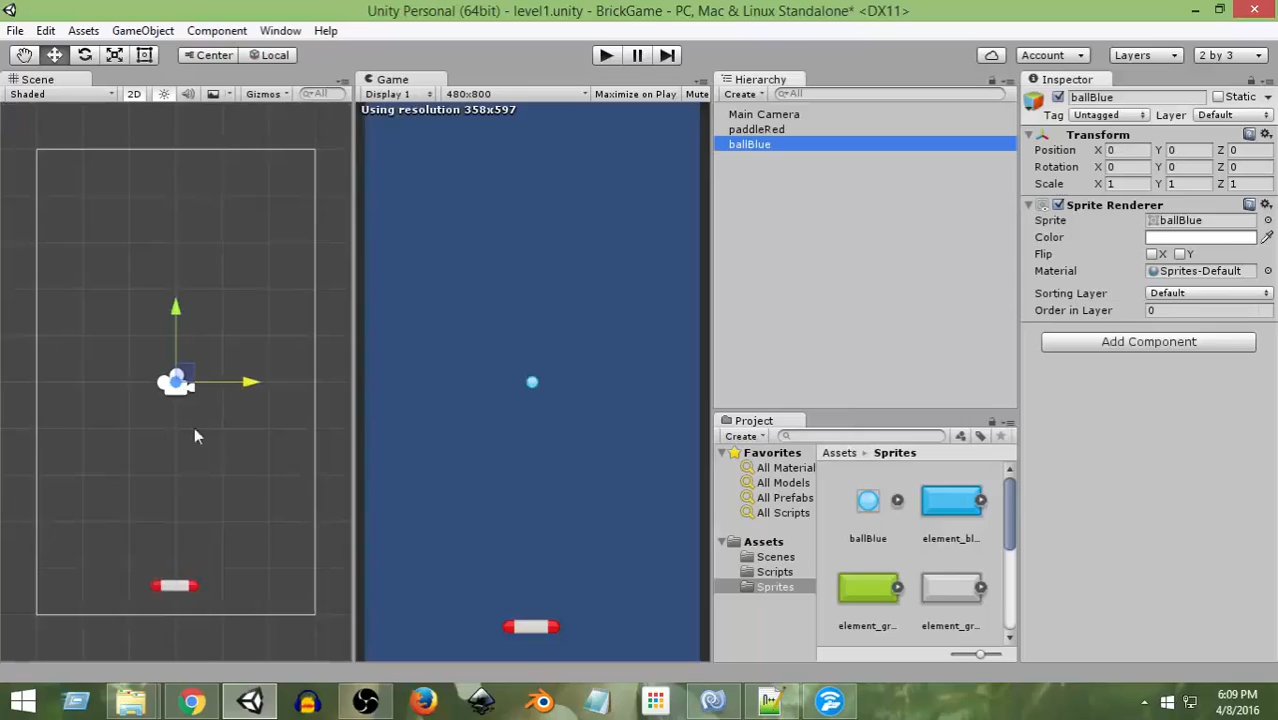 Unity Personal (64bit) - level1.unity - BrickGame - PC, Mac & Linux Standalone* <DX11>
File Edit Assets GameObject Component Window Help
Center Local Account Layers 2 by 3
Scene Game Hierarchy Inspector
Shaded 2D Gizmos All Display 1 480x800 Maximize on Play Mute Create All ballBlue Static
Using resolution 358x597
Main Camera Tag Untagged Layer Default
paddleRed Transform
ballBlue Position X 0 Y 0 Z 0
Rotation X 0 Y 0 Z 0
Scale X 1 Y 1 Z 1
Sprite Renderer
Sprite ballBlue
Color
Flip X Y
Material Sprites-Default
Sorting Layer Default
Order in Layer 0
Add Component
Project
Create
Favorites Assets Sprites
All Material
All Models
All Prefabs
All Scripts
ballBlue element_bl...
Assets
Scenes
Scripts
Sprites
element_gr... element_gr...
6:09 PM
4/8/2016